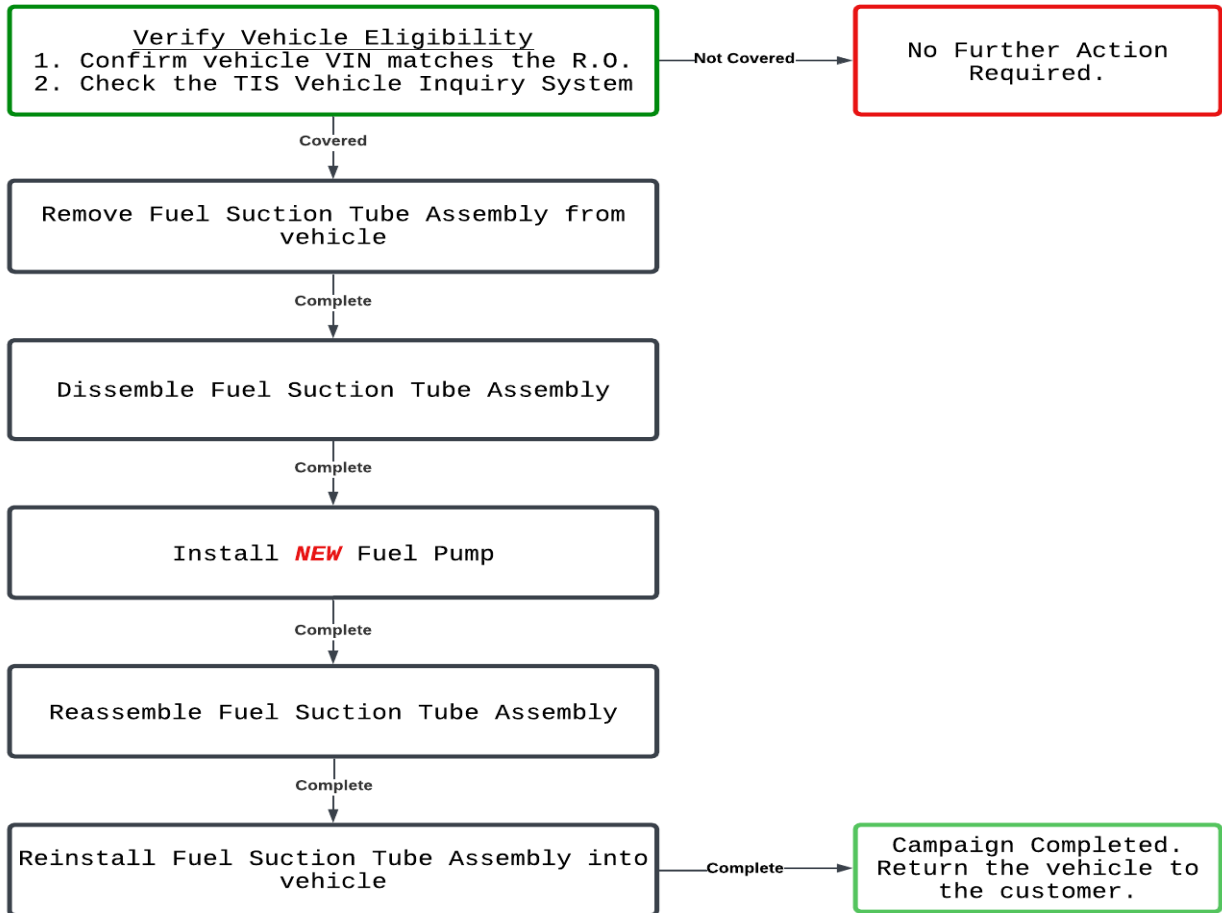 Verify Vehicle Eligibility
1. Confirm vehicle VIN matches the R.O.
2. Check the TIS Vehicle Inquiry System
Not Covered
No Further Action
Required.
Covered
Remove Fuel Suction Tube Assembly from
vehicle
Complete
Dissemble Fuel Suction Tube Assembly
Complete
Install NEW Fuel Pump
Complete
Reassemble Fuel Suction Tube Assembly
Complete
Reinstall Fuel Suction Tube Assembly into
vehicle
Complete
Campaign Completed.
Return the vehicle to
the customer.